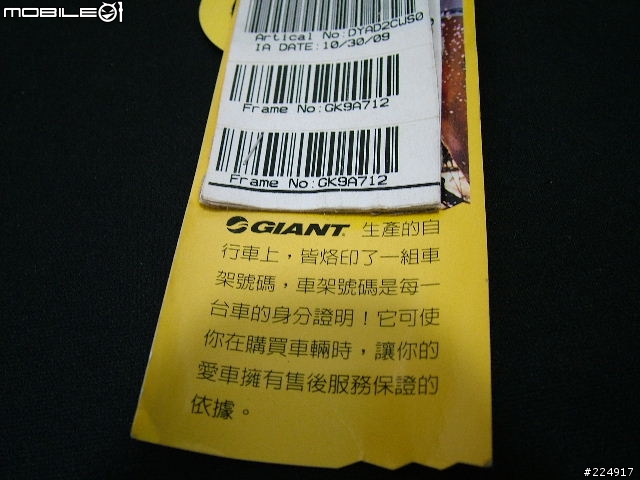 MOBILE01
Artical No:DYAD2CWS0
IA DATE:10/30/09
Frame No:GK9A712
Frame No:GK9A712
GIANT 生產的自
行車上，皆烙印了一組車
架號碼，車架號碼是每一
台車的身分證明！它可使
你在購買車輛時，讓你的
愛車擁有售後服務保證的
依據。
#224917